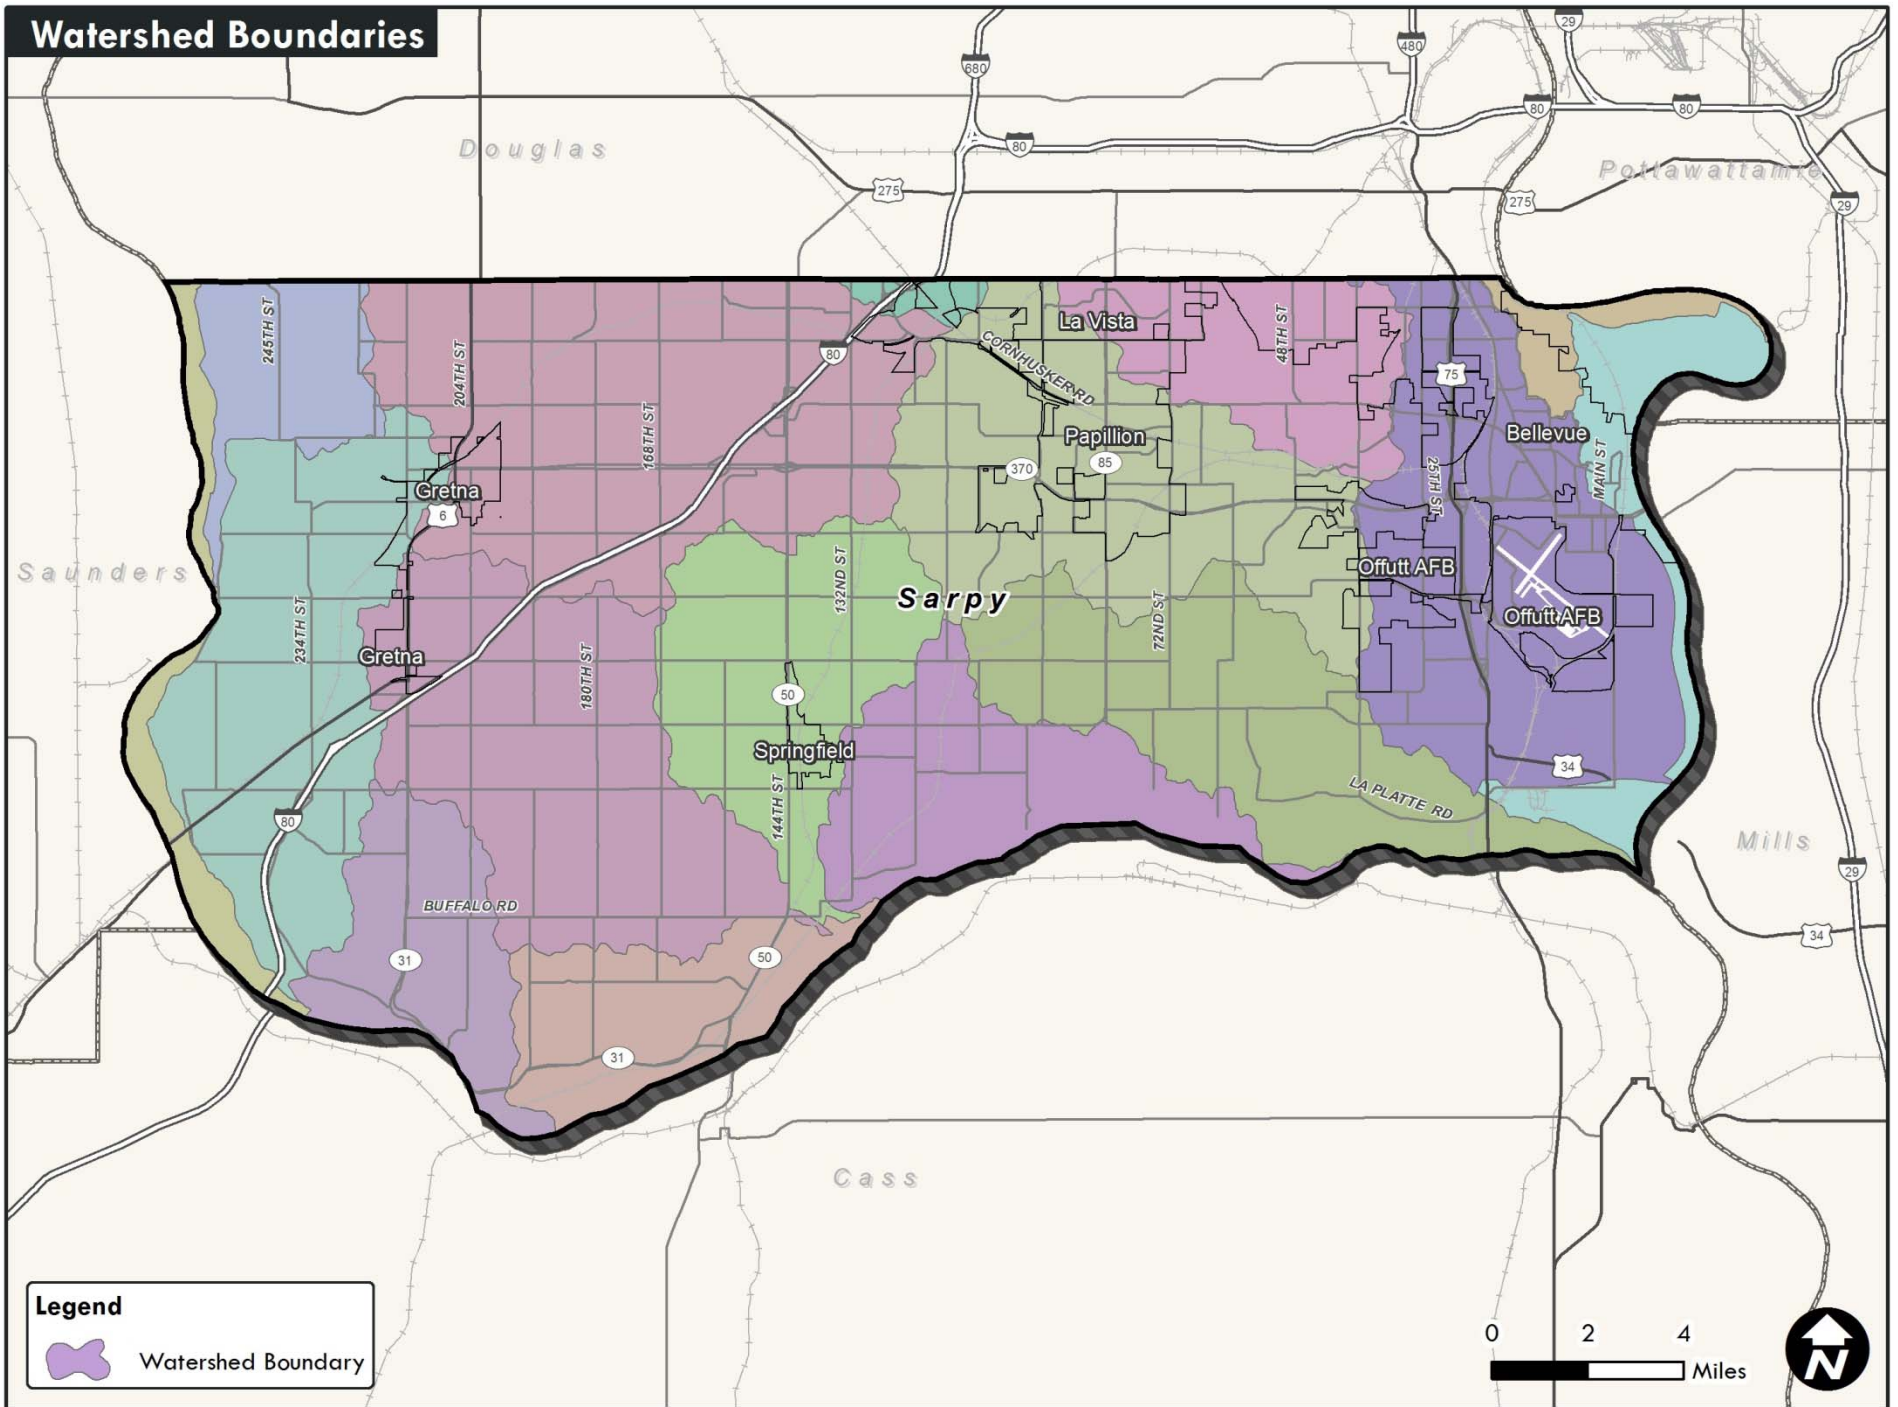 Watershed Boundaries
29
480
680
80
80
80
Douglas
Pottawattamie
275
275
29
245TH ST
La Vista
48TH ST
204TH ST
80
CORNHUSKER RD
75
168TH ST
Papillion
Bellevue
370
85
MAIN ST
25TH ST
Gretna
6
Saunders
132ND ST
Offutt AFB
Sarpy
Offutt AFB
234TH ST
72ND ST
Gretna
180TH ST
50
Springfield
34
144TH ST
LA PLATTE RD
80
Mills
29
BUFFALO RD
34
31
50
31
Cass
Legend
Watershed Boundary
0 2 4
Miles
N